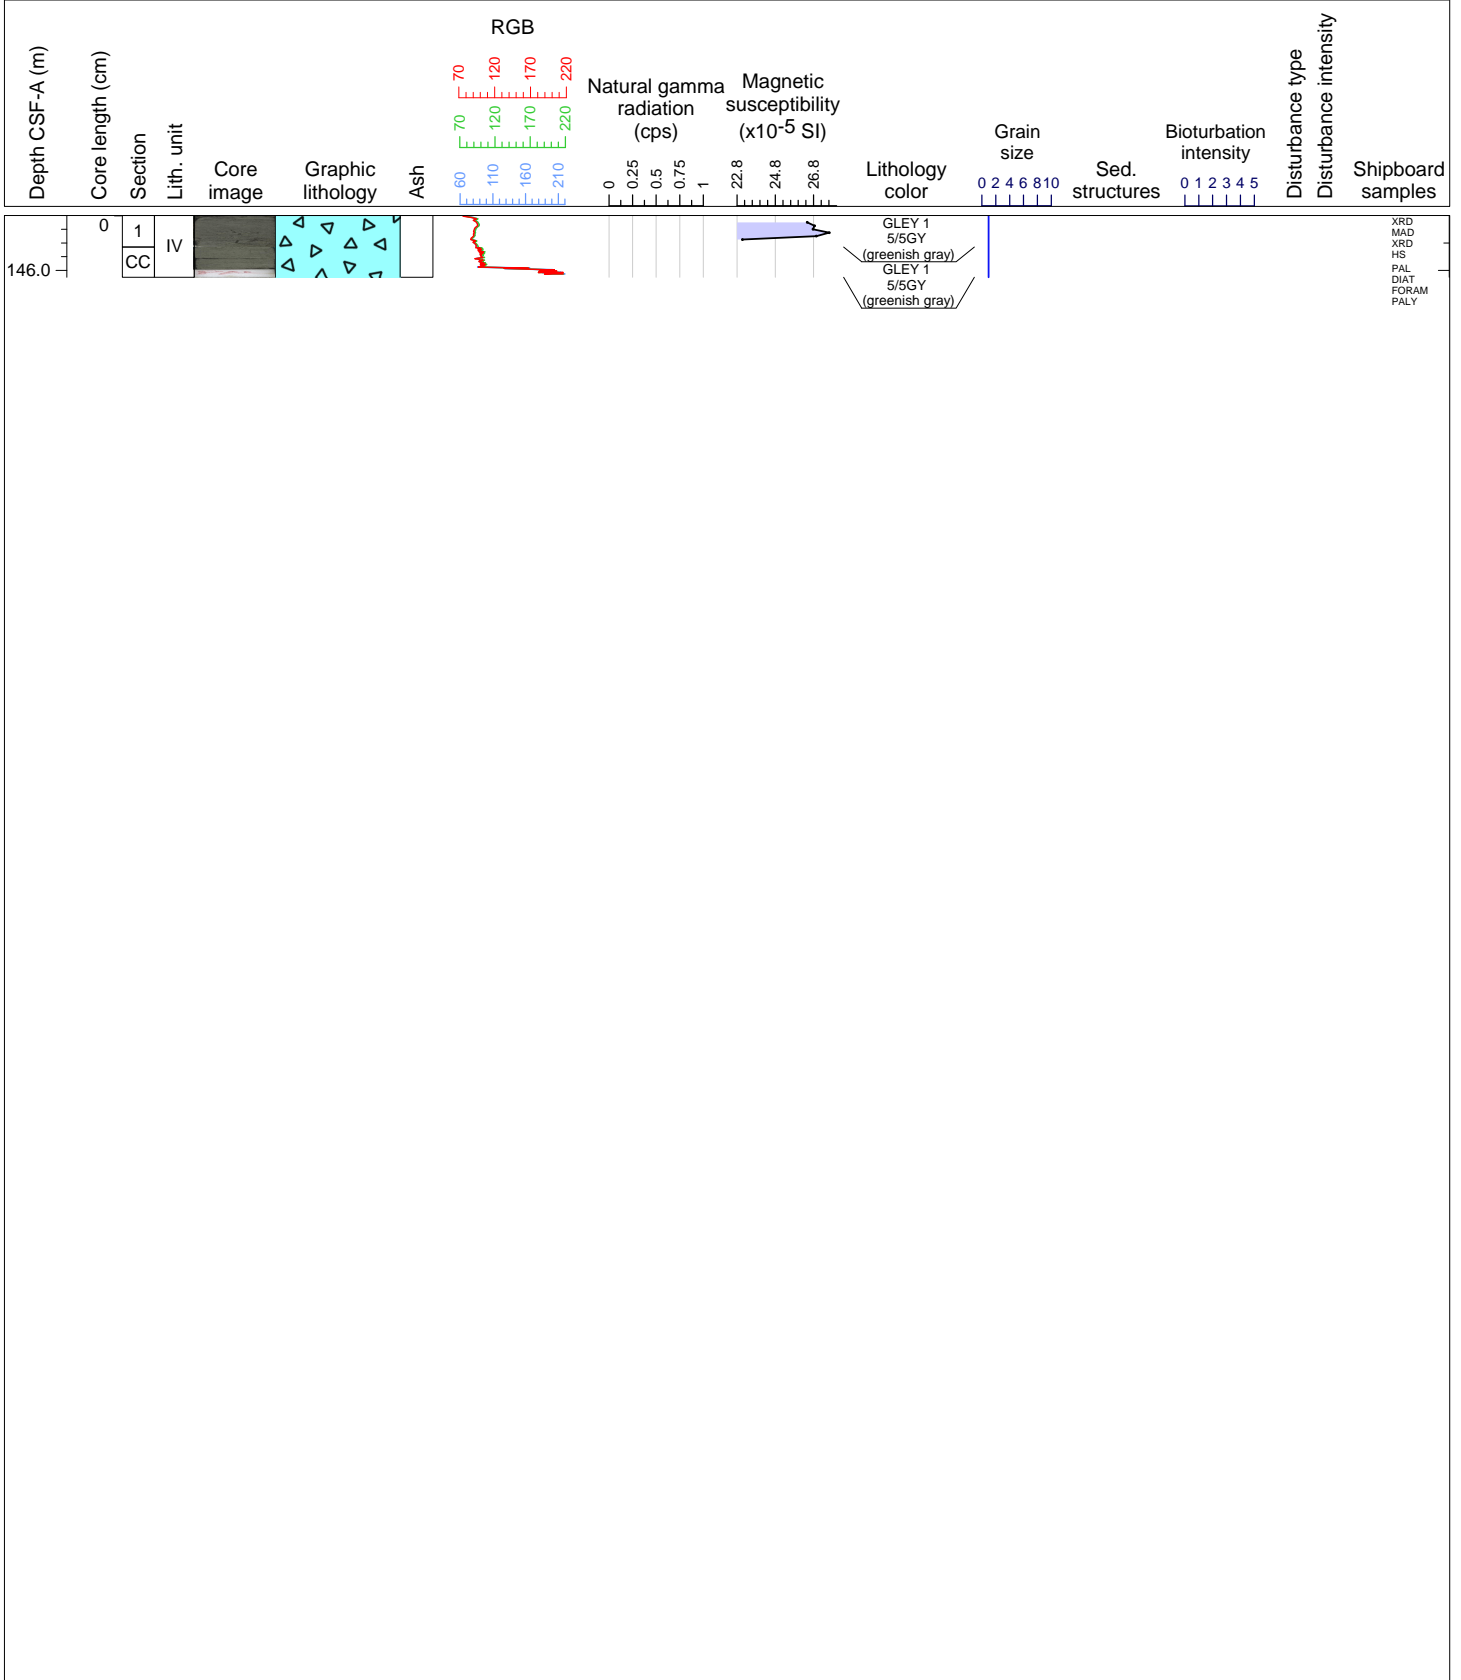 Depth CSF-A (m)
Core length (cm)
Section
Lith. unit
Core
image
Graphic
lithology
Ash
RGB
70 120 170 220
70 120 170 220
60 110 160 210
Natural gamma
radiation
(cps)
0 0.25 0.5 0.75 1
Magnetic
susceptibility
(x10-5 SI)
22.8 24.8 26.8
Lithology
color
Grain
size
0 2 4 6 8 10
Sed.
structures
Bioturbation
intensity
0 1 2 3 4 5
Disturbance type
Disturbance intensity
Shipboard
samples
146.0
0
1
CC
IV
GLEY 1
5/5GY
(greenish gray)
GLEY 1
5/5GY
(greenish gray)
XRD
MAD
XRD
HS
PAL
DIAT
FORAM
PALY